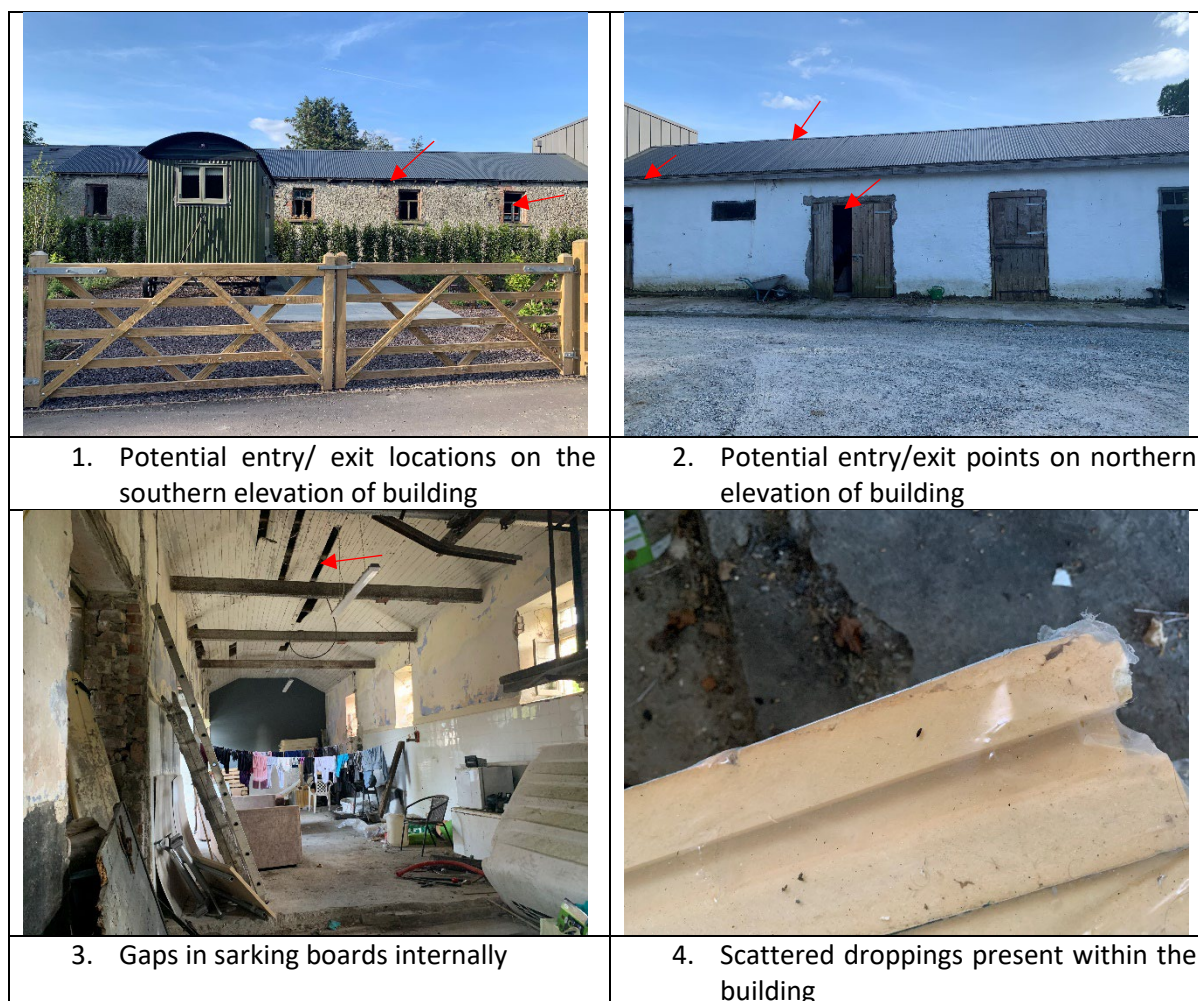 1. Potential entry/ exit locations on the
southern elevation of building
2. Potential entry/exit points on northern
elevation of building
3. Gaps in sarking boards internally
4. Scattered droppings present within the
building